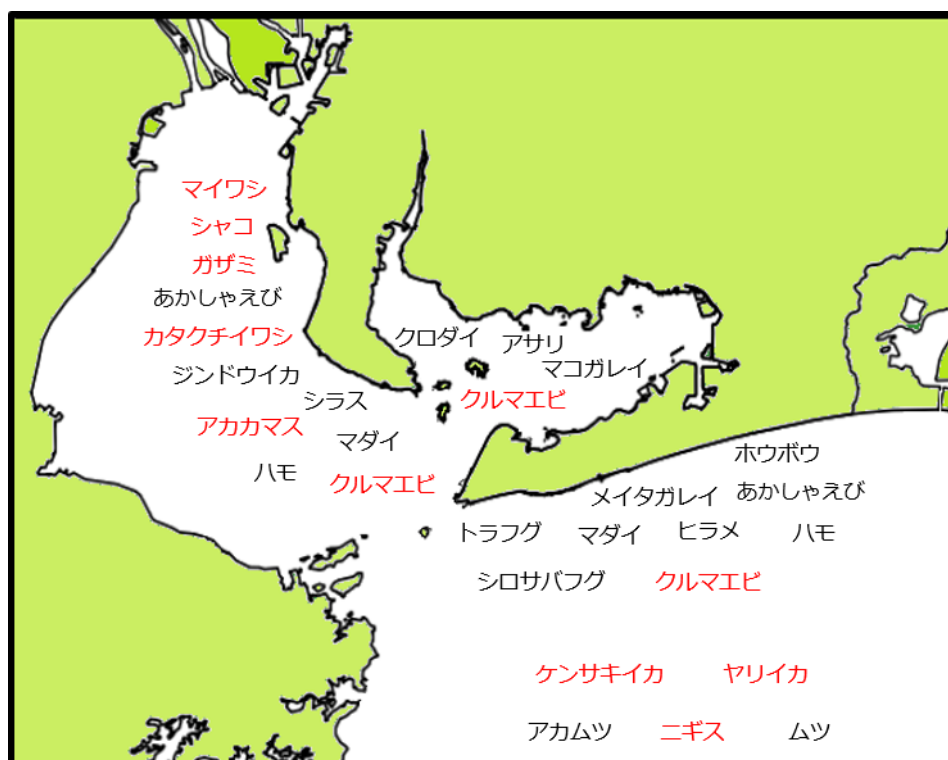 マイワシ
シャコ
ガザミ
あかしゃえび
カタクチイワシ
クロダイ
アサリ
マコガレイ
ジンドウイカ
シラス
クルマエビ
アカカマス
マダイ
ハモ
クルマエビ
ホウボウ
メイタガレイ
あかしゃえび
トラフグ マダイ ヒラメ ハモ
シロサバフグ クルマエビ
ケンサキイカ ヤリイカ
アカムツ ニギス ムツ